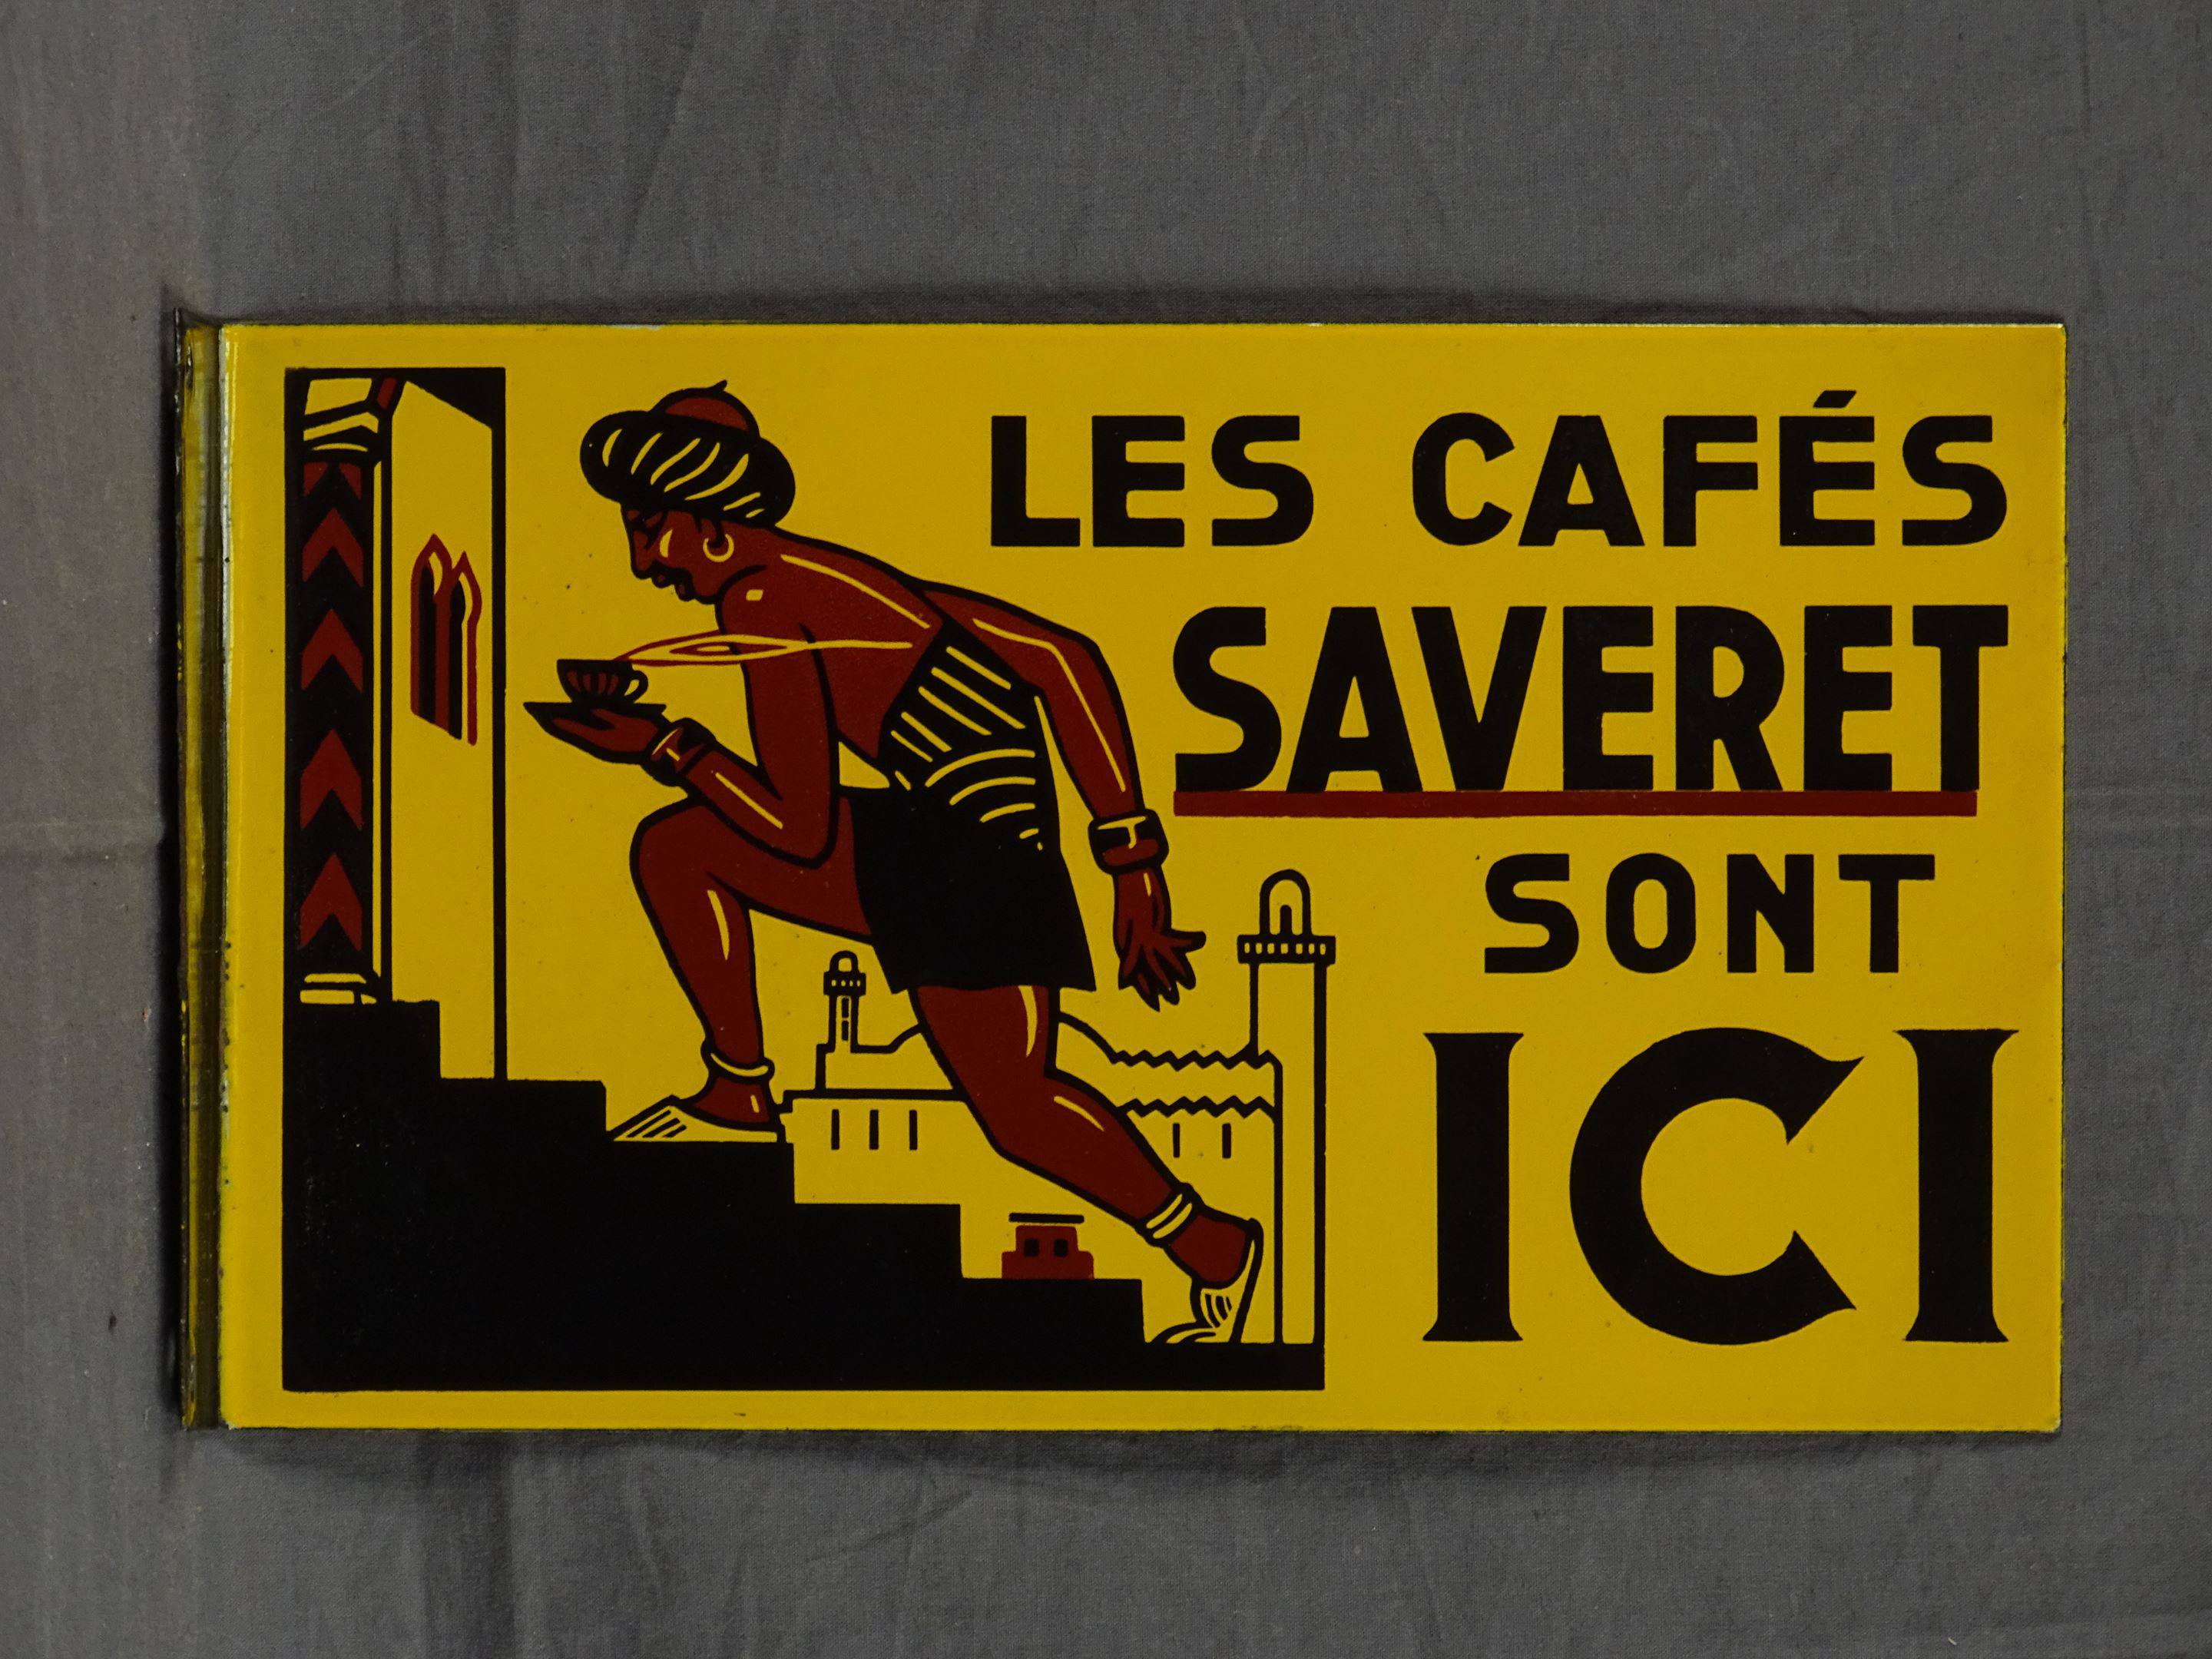 LES CAFÉS
SAVERET
SONT
ICI